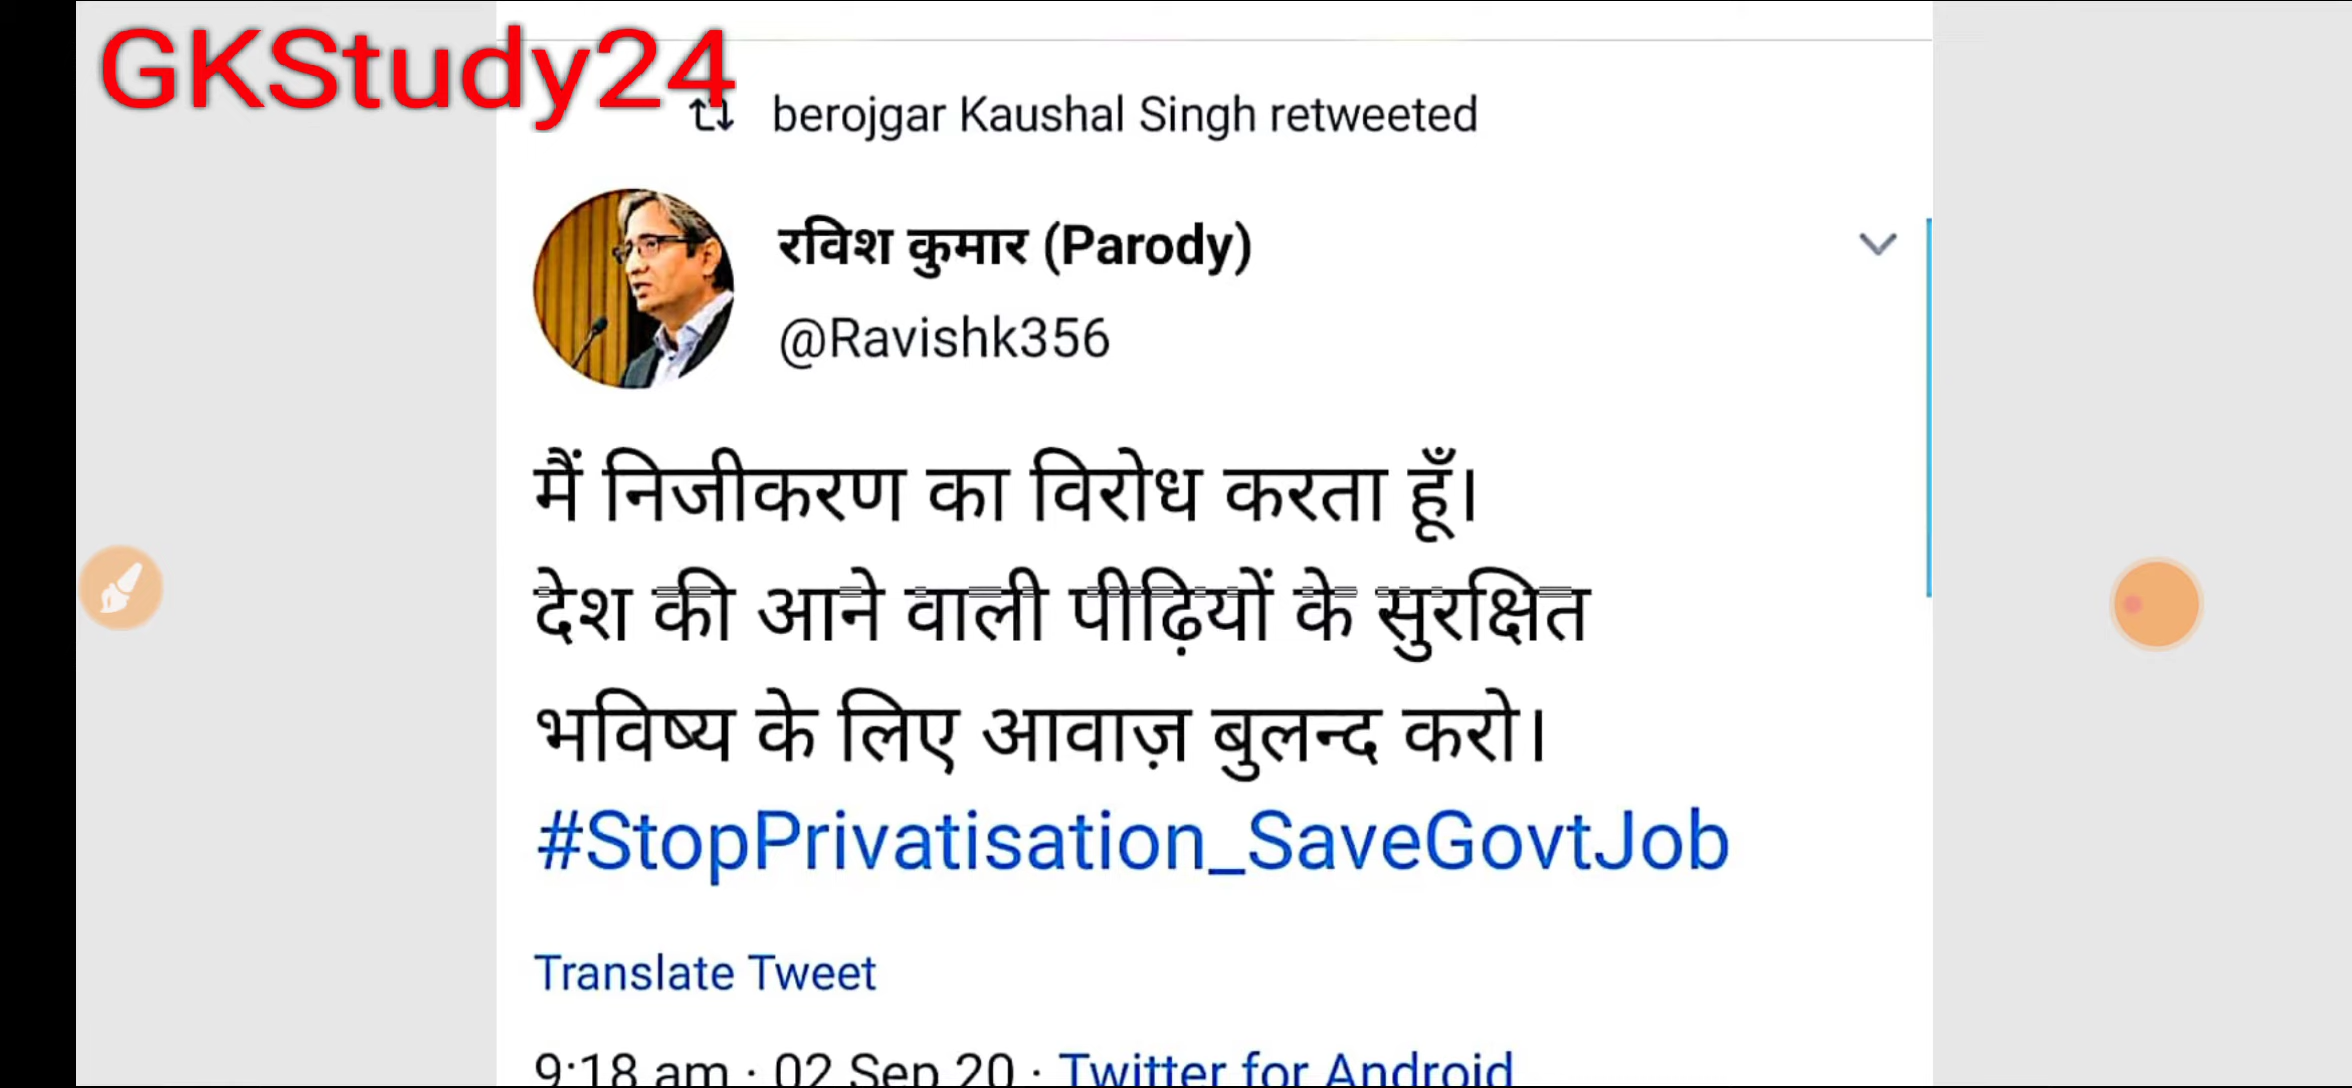 GKStudy24
berojgar Kaushal Singh retweeted
रविश कुमार (Parody)
@Ravishk356
मैं निजीकरण का विरोध करता हूँ।
देश की आने वाली पीढ़ियों के सुरक्षित
भविष्य के लिए आवाज़ बुलन्द करो।
#StopPrivatisation_SaveGovtJob
Translate Tweet
9:18 am · 02 Sep 20 · Twitter for Android